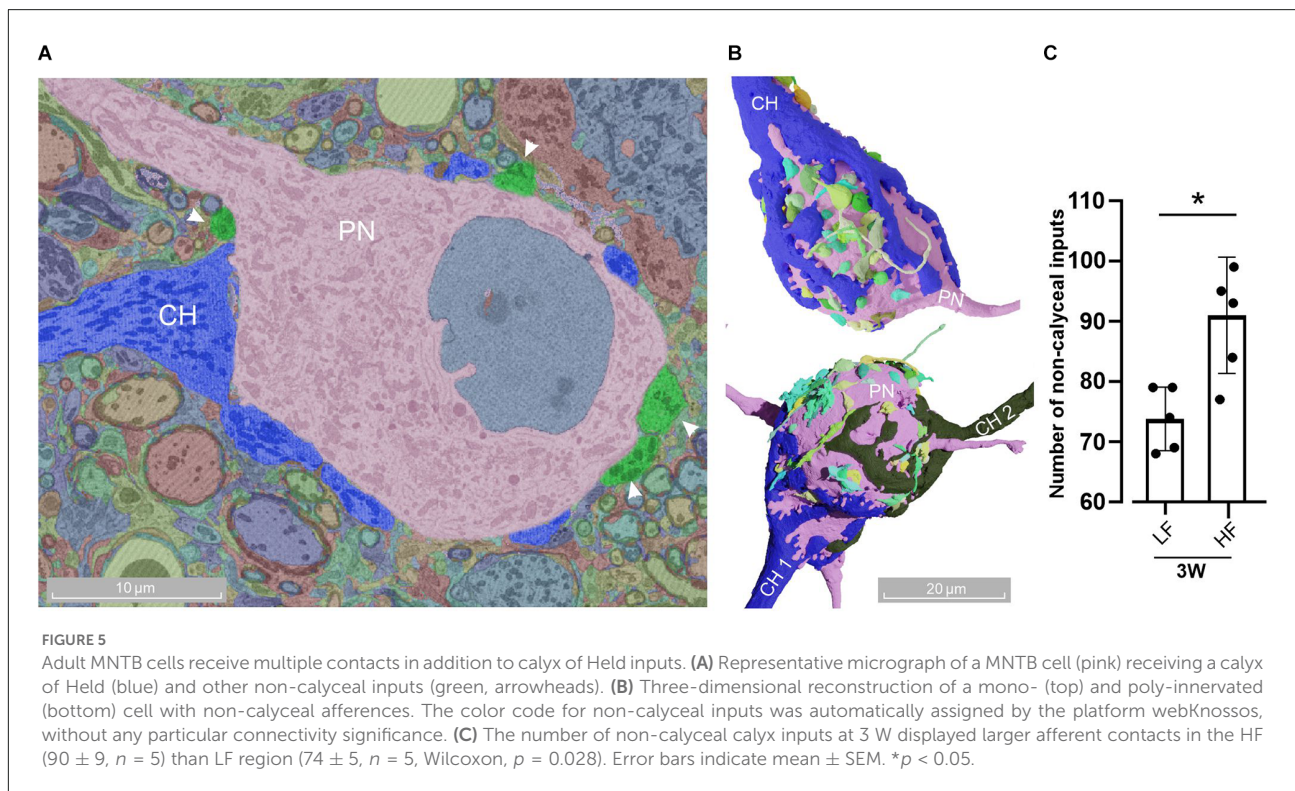 A
PN
CH
10 µm
B
CH
PN
PN
CH 2
CH 1
20 µm
C
Number of non-calyceal inputs
110
100
90
80
70
60
*
LF
HF
3W
FIGURE 5
Adult MNTB cells receive multiple contacts in addition to calyx of Held inputs. (A) Representative micrograph of a MNTB cell (pink) receiving a calyx
of Held (blue) and other non-calyceal inputs (green, arrowheads). (B) Three-dimensional reconstruction of a mono- (top) and poly-innervated
(bottom) cell with non-calyceal afferences. The color code for non-calyceal inputs was automatically assigned by the platform webKnossos,
without any particular connectivity significance. (C) The number of non-calyceal calyx inputs at 3 W displayed larger afferent contacts in the HF
(90 ± 9, n = 5) than LF region (74 ± 5, n = 5, Wilcoxon, p = 0.028). Error bars indicate mean ± SEM. *p < 0.05.